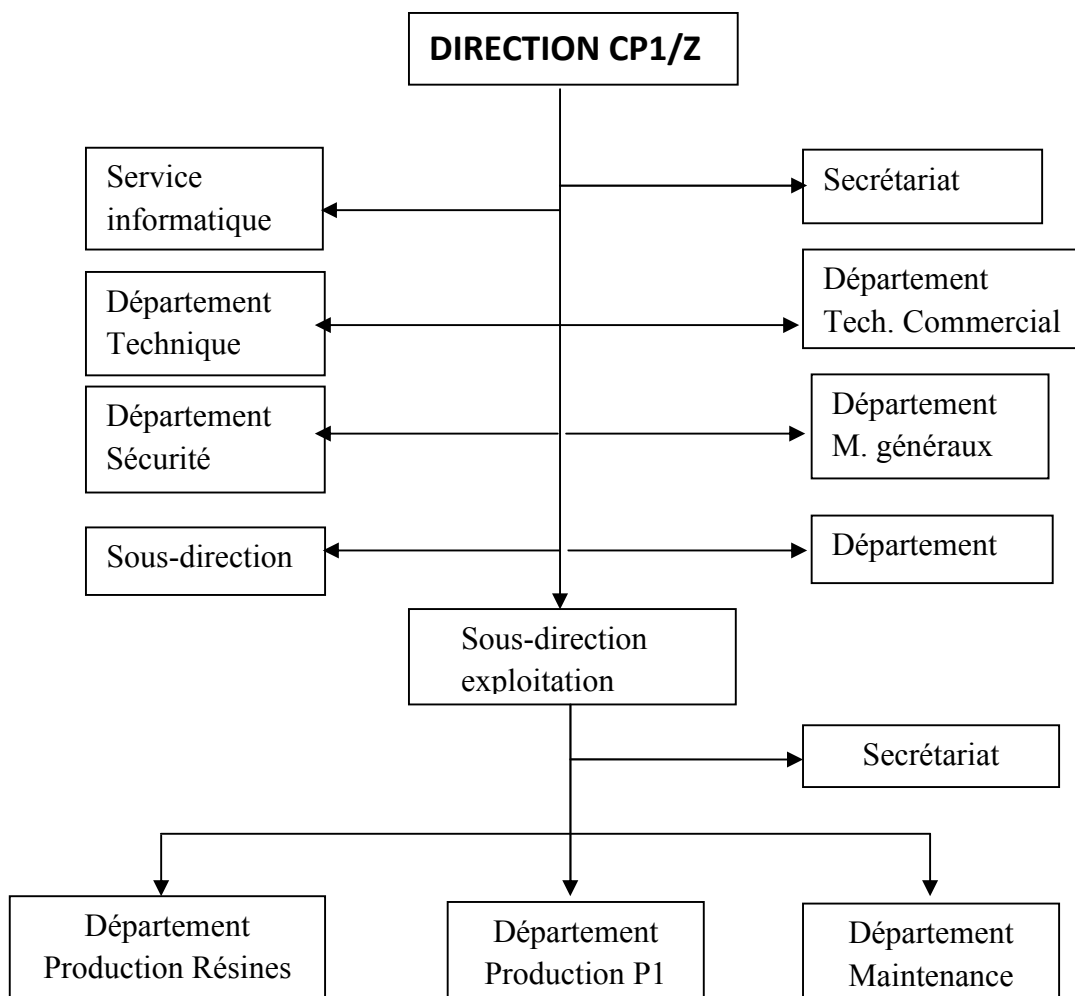 DIRECTION CP1/Z
Service
informatique
Secrétariat
Département
Technique
Département
Tech. Commercial
Département
Sécurité
Département
M. généraux
Sous-direction
Département
Sous-direction
exploitation
Secrétariat
Département
Production Résines
Département
Production P1
Département
Maintenance